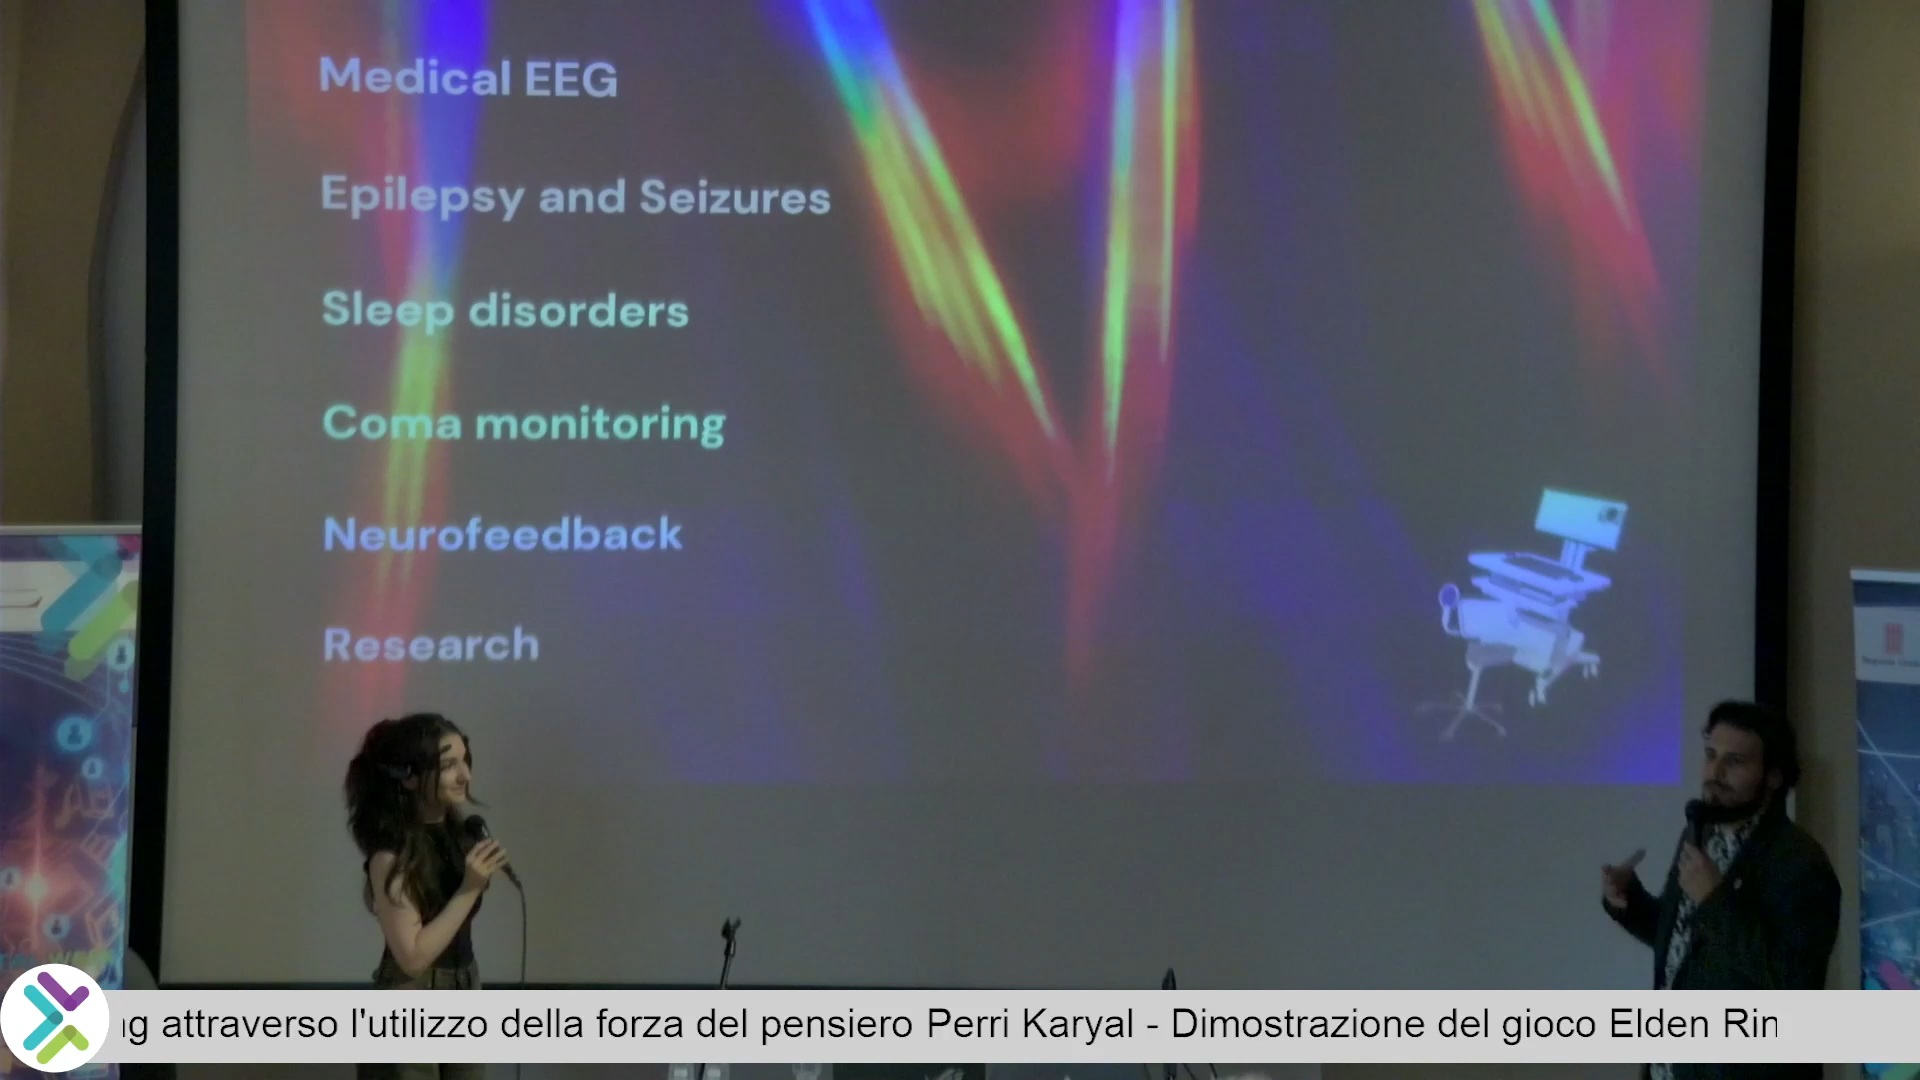 Medical EEG
Epilepsy and Seizures
Sleep disorders
Coma monitoring
Neurofeedback
Research
ng attraverso l'utilizzo della forza del pensiero Perri Karyal - Dimostrazione del gioco Elden Rin